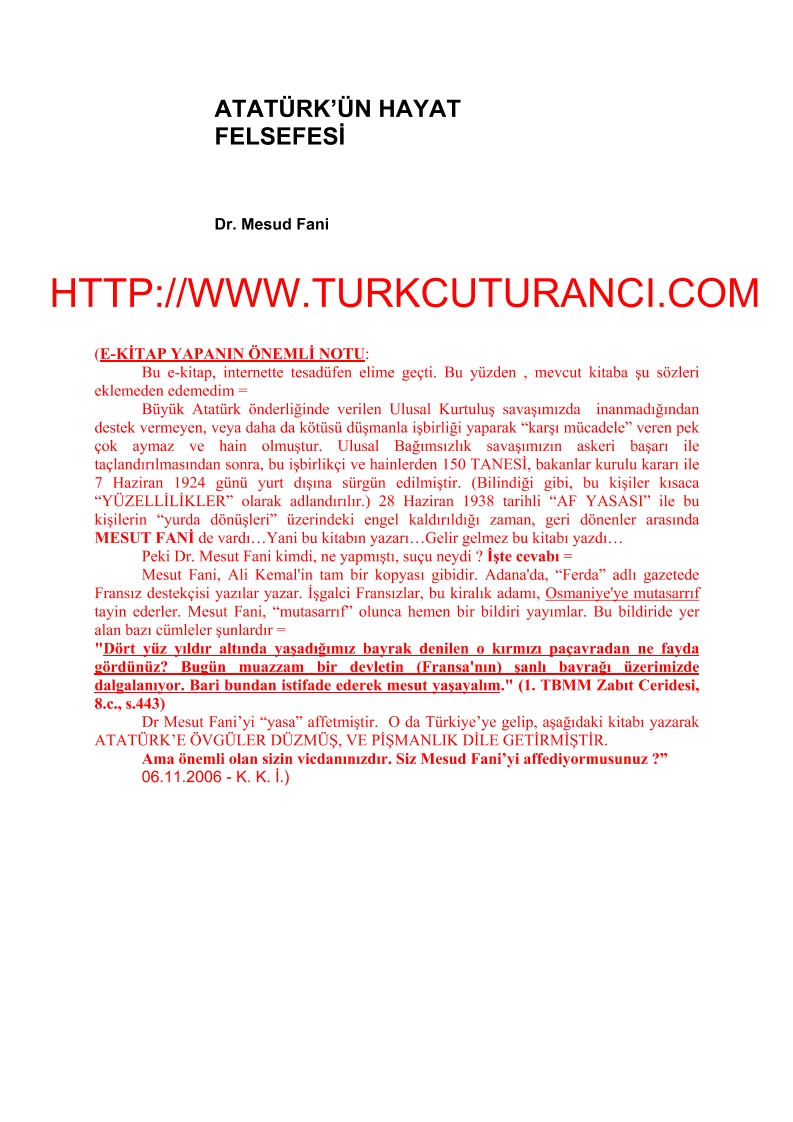 ATATÜRK’ÜN HAYAT
FELSEFESİ
Dr. Mesud Fani
HTTP://WWW.TURKCUTURANCI.COM
(E-KİTAP YAPANIN ÖNEMLİ NOTU:
Bu e-kitap, internette tesadüfen elime geçti. Bu yüzden , mevcut kitaba şu sözleri
eklemeden edemedim =
Büyük Atatürk önderliğinde verilen Ulusal Kurtuluş savaşımızda inanmadığından
destek vermeyen, veya daha da kötüsü düşmanla işbirliği yaparak “karşı mücadele” veren pek
çok aymaz ve hain olmuştur. Ulusal Bağımsızlık savaşımızın askeri başarı ile
taçlandırılmasından sonra, bu işbirlikçi ve hainlerden 150 TANESİ, bakanlar kurulu kararı ile
7 Haziran 1924 günü yurt dışına sürgün edilmiştir. (Bilindiği gibi, bu kişiler kısaca
“YÜZELLİLİKLER” olarak adlandırılır.) 28 Haziran 1938 tarihli “AF YASASI” ile bu
kişilerin “yurda dönüşleri” üzerindeki engel kaldırıldığı zaman, geri dönenler arasında
MESUT FANİ de vardı…Yani bu kitabın yazarı…Gelir gelmez bu kitabı yazdı…
Peki Dr. Mesut Fani kimdi, ne yapmıştı, suçu neydi ? İşte cevabı =
Mesut Fani, Ali Kemal'in tam bir kopyası gibidir. Adana'da, “Ferda” adlı gazetede
Fransız destekçisi yazılar yazar. İşgalci Fransızlar, bu kiralık adamı, Osmaniye'ye mutasarrıf
tayin ederler. Mesut Fani, “mutasarrıf” olunca hemen bir bildiri yayımlar. Bu bildiride yer
alan bazı cümleler şunlardır =
"Dört yüz yıldır altında yaşadığımız bayrak denilen o kırmızı paçavradan ne fayda
gördünüz? Bugün muazzam bir devletin (Fransa'nın) şanlı bayrağı üzerimizde
dalgalanıyor. Bari bundan istifade ederek mesut yaşayalım." (1. TBMM Zabıt Ceridesi,
8.c., s.443)
Dr Mesut Fani’yi “yasa” affetmiştir. O da Türkiye’ye gelip, aşağıdaki kitabı yazarak
ATATÜRK’E ÖVGÜLER DÜZMÜŞ, VE PİŞMANLIK DİLE GETİRMİŞTİR.
Ama önemli olan sizin vicdanınızdır. Siz Mesud Fani’yi affediyormusunuz ?”
06.11.2006 - K. K. İ.)